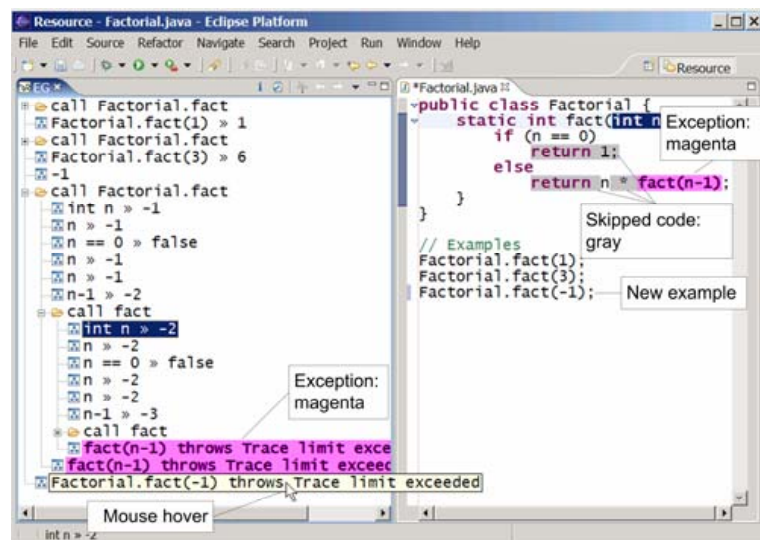 Resource - Factorial.java - Eclipse Platform
File Edit Source Refactor Navigate Search Project Run Window Help
Resource
EG
*Factorial.java
call Factorial.fact
Factorial.fact(1) » 1
call Factorial.fact
Factorial.fact(3) » 6
-1
call Factorial.fact
int n » -1
n » -1
n == 0 » false
n » -1
n » -1
n-1 » -2
call fact
int n » -2
n » -2
n == 0 » false
n » -2
n » -2
n-1 » -3
call fact
fact(n-1) throws Trace limit exce
fact(n-1) throws Trace limit exceed
Factorial.fact(-1) throws Trace limit exceeded
Exception:
magenta
Mouse hover
int n » -2
public class Factorial {
static int fact(int n
if (n == 0)
return 1;
else
return n * fact(n-1);
}
}
// Examples
Factorial.fact(1);
Factorial.fact(3);
Factorial.fact(-1);
Exception:
magenta
Skipped code:
gray
New example